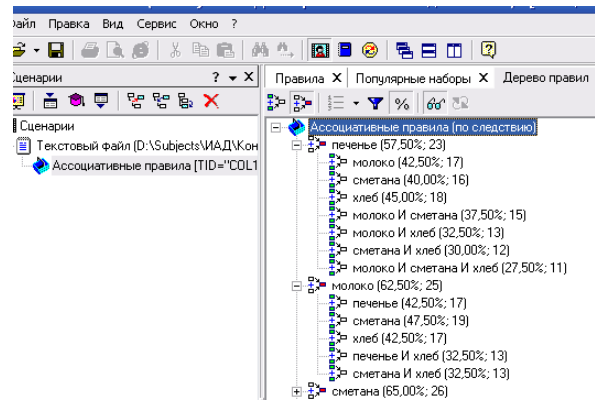 Файл Правка Вид Сервис Окно ?
Сценарии ?
Сценарии
Текстовый файл (D:\Subjects\ИАД\Кон
Ассоциативные правила [TID="COL1
Правила X Популярные наборы X Дерево правил
%
Ассоциативные правила (по следствию)
печенье (57,50%; 23)
молоко (42,50%; 17)
сметана (40,00%; 16)
хлеб (45,00%; 18)
молоко И сметана (37,50%; 15)
молоко И хлеб (32,50%; 13)
сметана И хлеб (30,00%; 12)
молоко И сметана И хлеб (27,50%; 11)
молоко (62,50%; 25)
печенье (42,50%; 17)
сметана (47,50%; 19)
хлеб (42,50%; 17)
печенье И хлеб (32,50%; 13)
сметана И хлеб (32,50%; 13)
сметана (65,00%; 26)